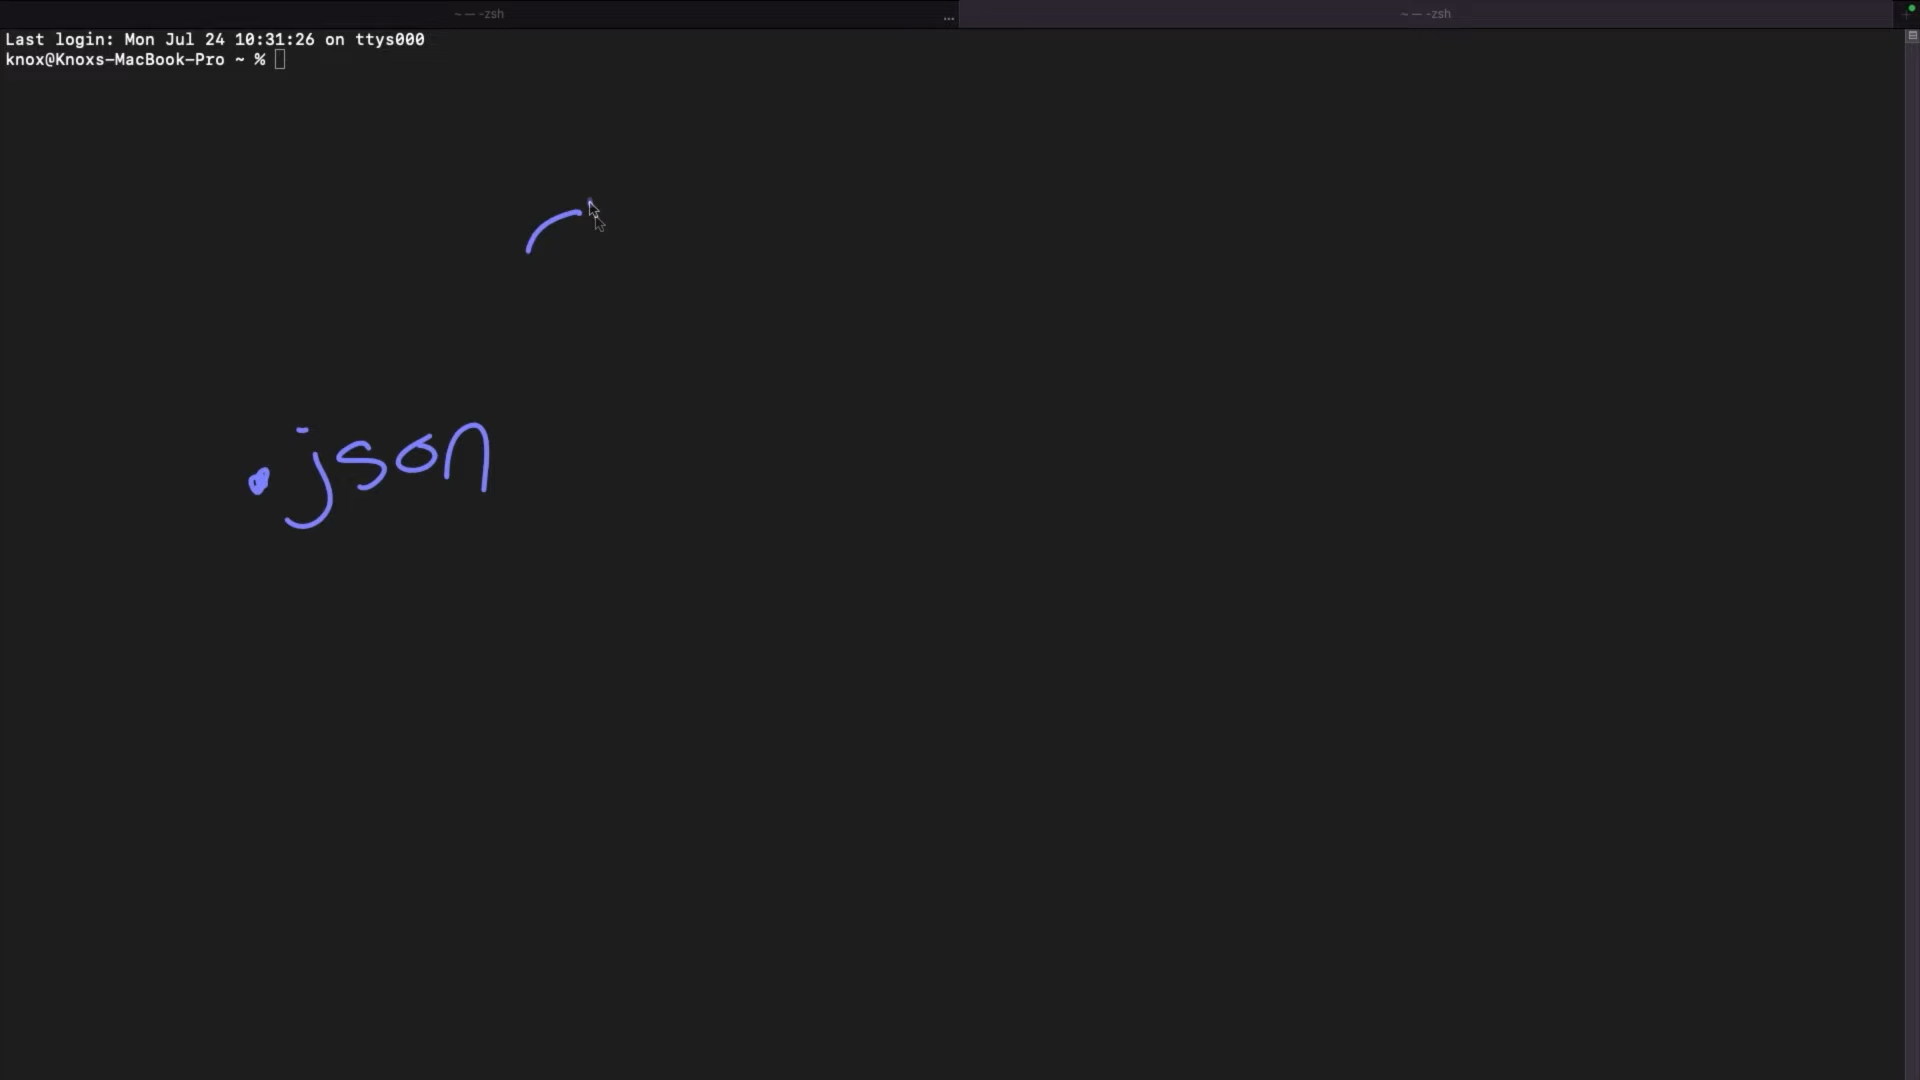 ~ — -zsh ... ~ — -zsh +
Last login: Mon Jul 24 10:31:26 on ttys000
knox@Knoxs-MacBook-Pro ~ %
.json